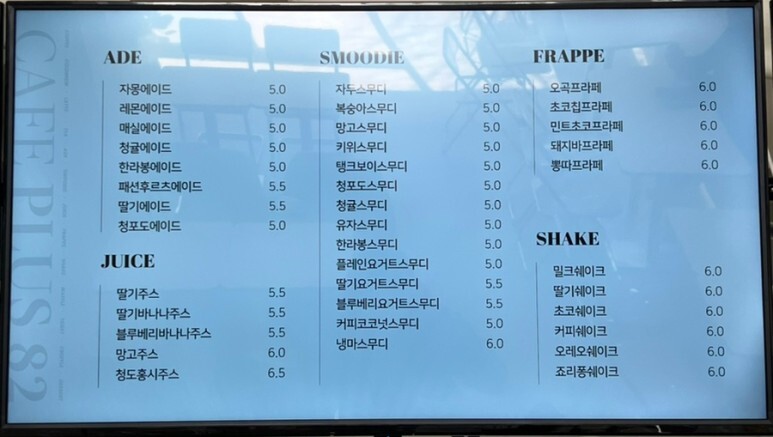 CAFE PLUS 82
ADE
자몽에이드 5.0
레몬에이드 5.0
매실에이드 5.0
청귤에이드 5.0
한라봉에이드 5.0
패션후르츠에이드 5.5
딸기에이드 5.5
청포도에이드 5.0
JUICE
딸기주스 5.5
딸기바나나주스 5.5
블루베리바나나주스 5.5
망고주스 6.0
청도홍시주스 6.5
SMOODIE
자두스무디 5.0
복숭아스무디 5.0
망고스무디 5.0
키위스무디 5.0
탱크보이스무디 5.0
청포도스무디 5.0
청귤스무디 5.0
유자스무디 5.0
한라봉스무디 5.0
플레인요거트스무디 5.0
딸기요거트스무디 5.5
블루베리요거트스무디 5.5
커피코코넛스무디 5.0
냉마스무디 6.0
FRAPPE
오곡프라페 6.0
초코칩프라페 6.0
민트초코프라페 6.0
돼지바프라페 6.0
뽕따프라페 6.0
SHAKE
밀크쉐이크 6.0
딸기쉐이크 6.0
초코쉐이크 6.0
커피쉐이크 6.0
오레오쉐이크 6.0
죠리퐁쉐이크 6.0